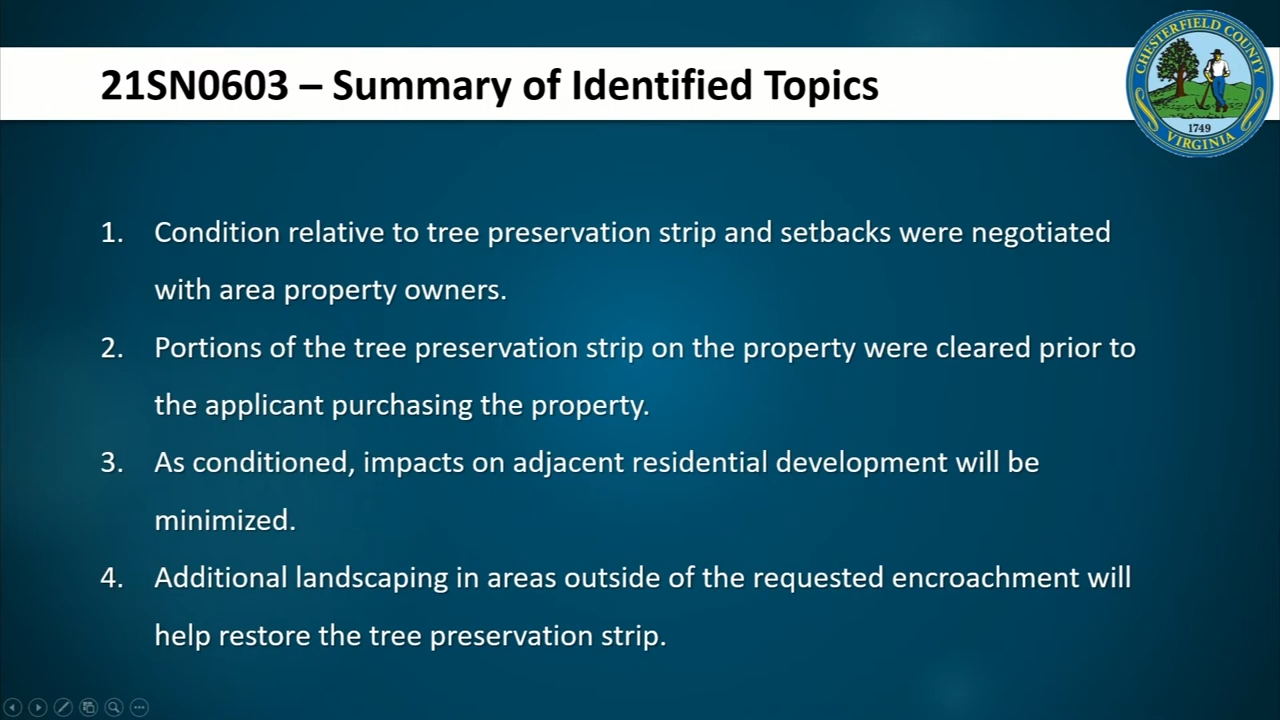 21SN0603 – Summary of Identified Topics
CHESTERFIELD COUNTY
1749
VIRGINIA
1. Condition relative to tree preservation strip and setbacks were negotiated
with area property owners.
2. Portions of the tree preservation strip on the property were cleared prior to
the applicant purchasing the property.
3. As conditioned, impacts on adjacent residential development will be
minimized.
4. Additional landscaping in areas outside of the requested encroachment will
help restore the tree preservation strip.